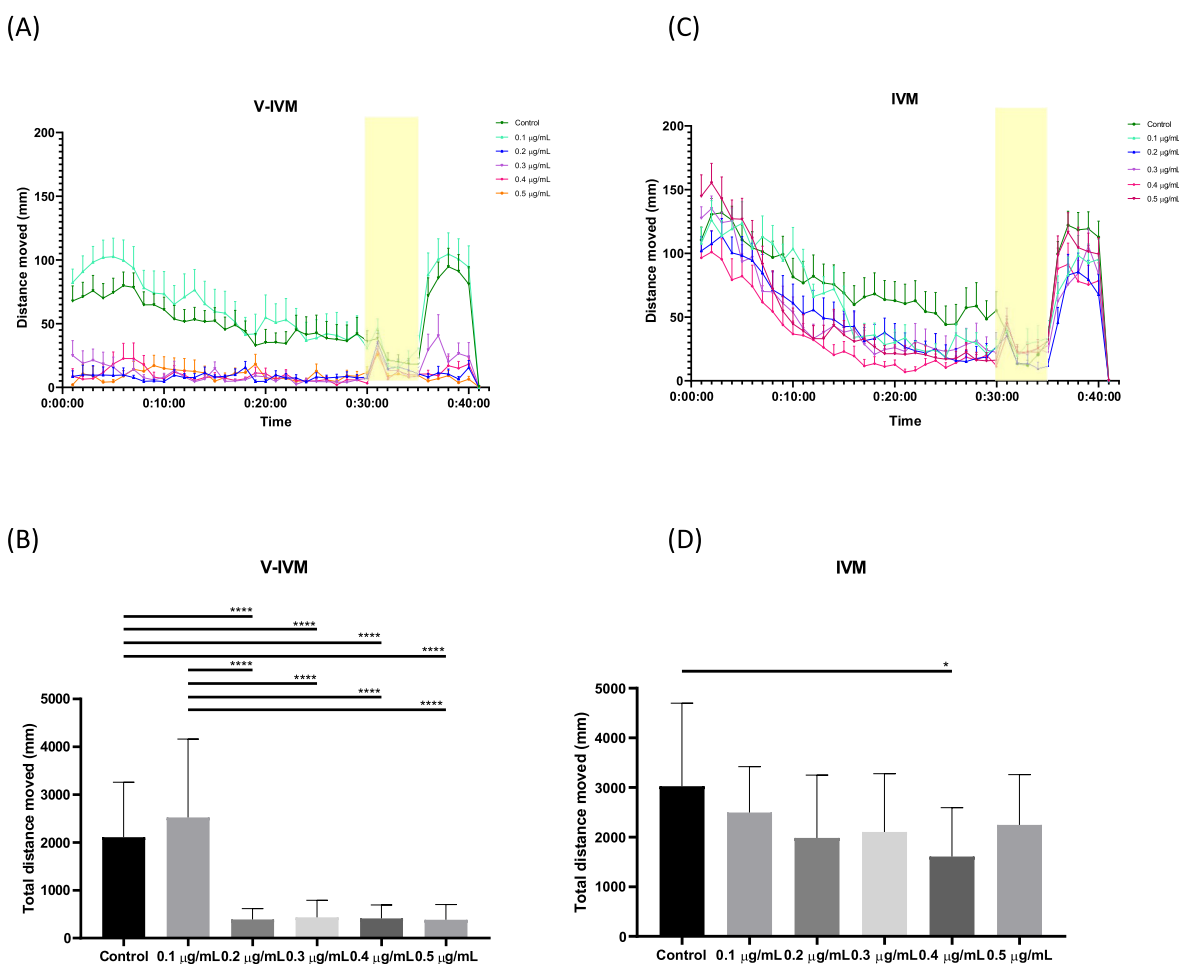 (A)
V-IVM
Distance moved (mm)
200
150
100
50
0
0:00:00
0:10:00
0:20:00
0:30:00
0:40:00
Time
Control
0.1 μg/mL
0.2 μg/mL
0.3 μg/mL
0.4 μg/mL
0.5 μg/mL
(C)
IVM
Distance moved (mm)
200
150
100
50
0
0:00:00
0:10:00
0:20:00
0:30:00
0:40:00
Time
Control
0.1 μg/mL
0.2 μg/mL
0.3 μg/mL
0.4 μg/mL
0.5 μg/mL
(B)
V-IVM
****
****
****
****
****
****
****
****
Total distance moved (mm)
5000
4000
3000
2000
1000
0
Control 0.1 μg/mL 0.2 μg/mL 0.3 μg/mL 0.4 μg/mL 0.5 μg/mL
(D)
IVM
*
Total distance moved (mm)
5000
4000
3000
2000
1000
0
Control 0.1 μg/mL 0.2 μg/mL 0.3 μg/mL 0.4 μg/mL 0.5 μg/mL